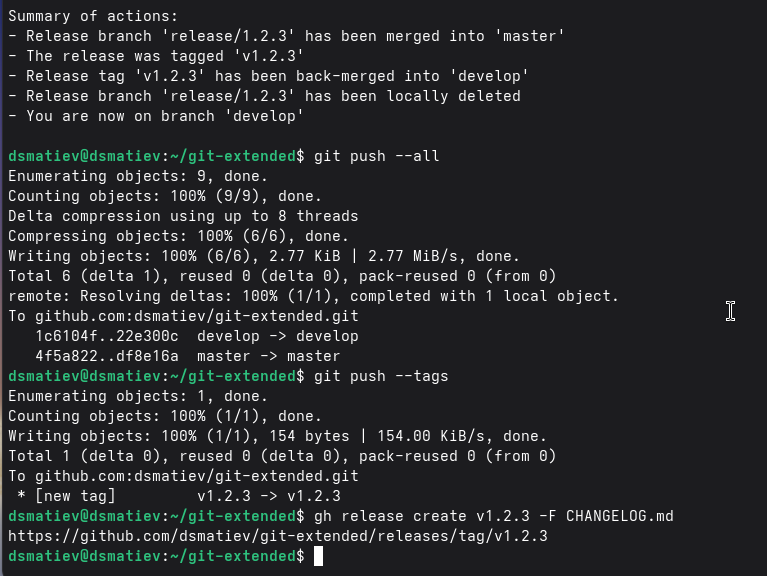 Summary of actions:
- Release branch 'release/1.2.3' has been merged into 'master'
- The release was tagged 'v1.2.3'
- Release tag 'v1.2.3' has been back-merged into 'develop'
- Release branch 'release/1.2.3' has been locally deleted
- You are now on branch 'develop'

dsmatiev@dsmatiev:~/git-extended$ git push --all
Enumerating objects: 9, done.
Counting objects: 100% (9/9), done.
Delta compression using up to 8 threads
Compressing objects: 100% (6/6), done.
Writing objects: 100% (6/6), 2.77 KiB | 2.77 MiB/s, done.
Total 6 (delta 1), reused 0 (delta 0), pack-reused 0 (from 0)
remote: Resolving deltas: 100% (1/1), completed with 1 local object.
To github.com:dsmatiev/git-extended.git
   1c6104f..22e300c  develop -> develop
   4f5a822..df8e16a  master -> master
dsmatiev@dsmatiev:~/git-extended$ git push --tags
Enumerating objects: 1, done.
Counting objects: 100% (1/1), done.
Writing objects: 100% (1/1), 154 bytes | 154.00 KiB/s, done.
Total 1 (delta 0), reused 0 (delta 0), pack-reused 0 (from 0)
To github.com:dsmatiev/git-extended.git
 * [new tag]         v1.2.3 -> v1.2.3
dsmatiev@dsmatiev:~/git-extended$ gh release create v1.2.3 -F CHANGELOG.md
https://github.com/dsmatiev/git-extended/releases/tag/v1.2.3
dsmatiev@dsmatiev:~/git-extended$